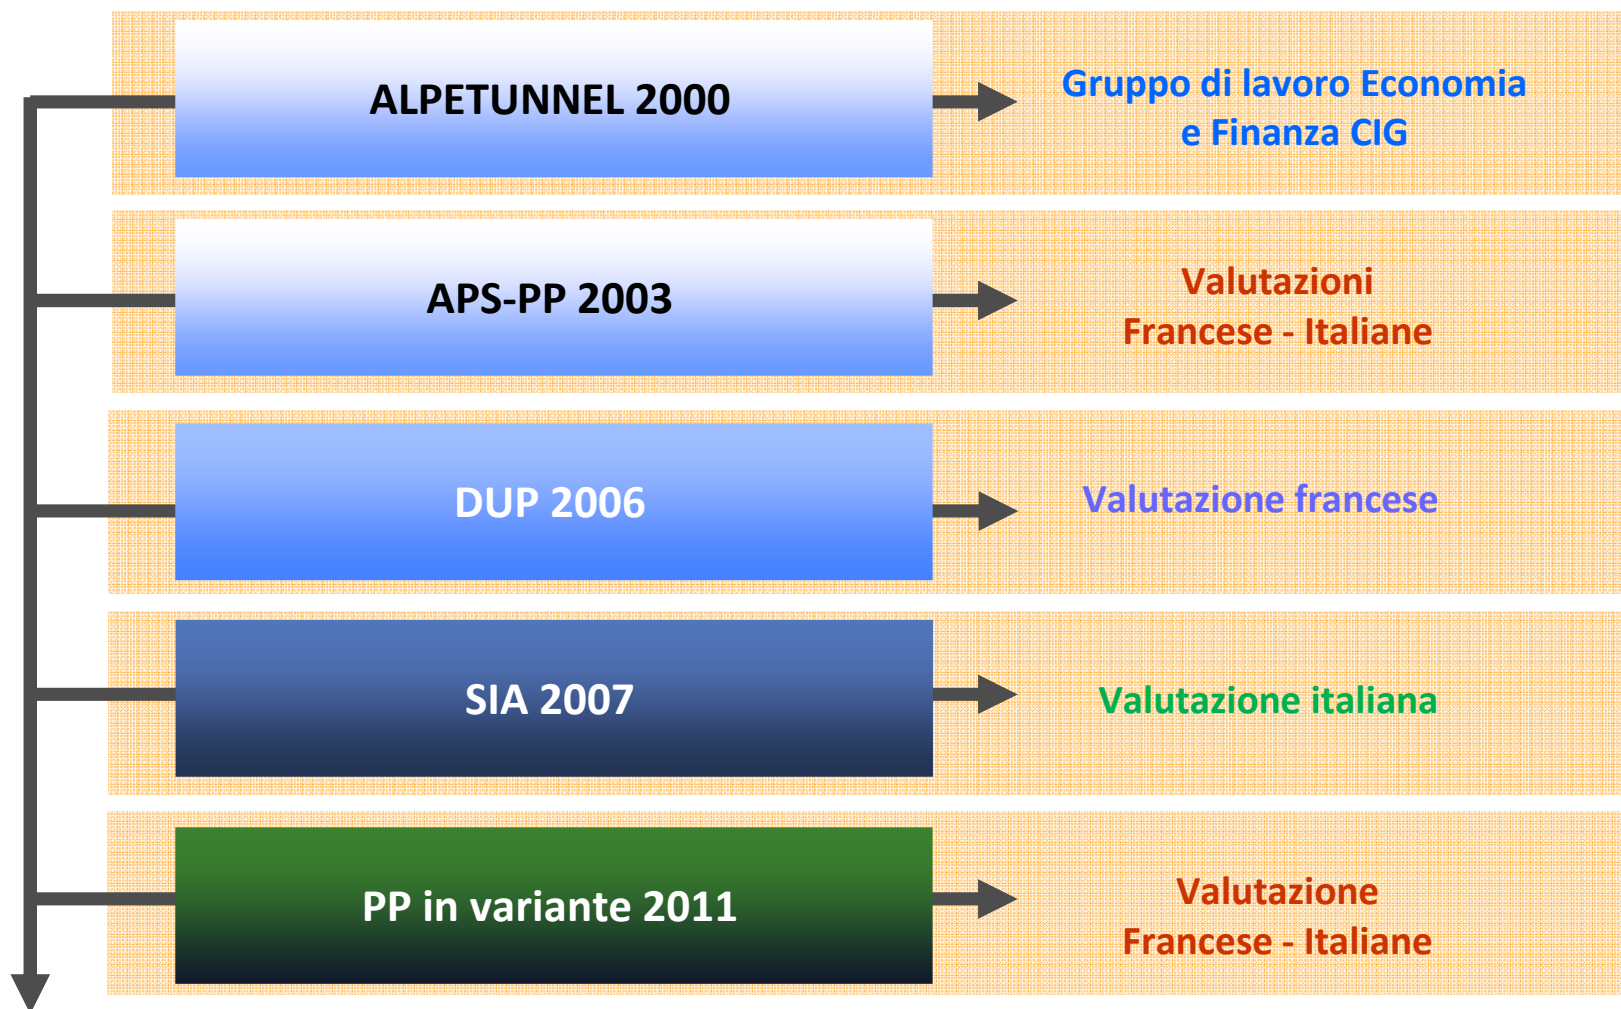 ALPETUNNEL 2000
Gruppo di lavoro Economia
e Finanza CIG
APS-PP 2003
Valutazioni
Francese - Italiane
DUP 2006
Valutazione francese
SIA 2007
Valutazione italiana
PP in variante 2011
Valutazione
Francese - Italiane